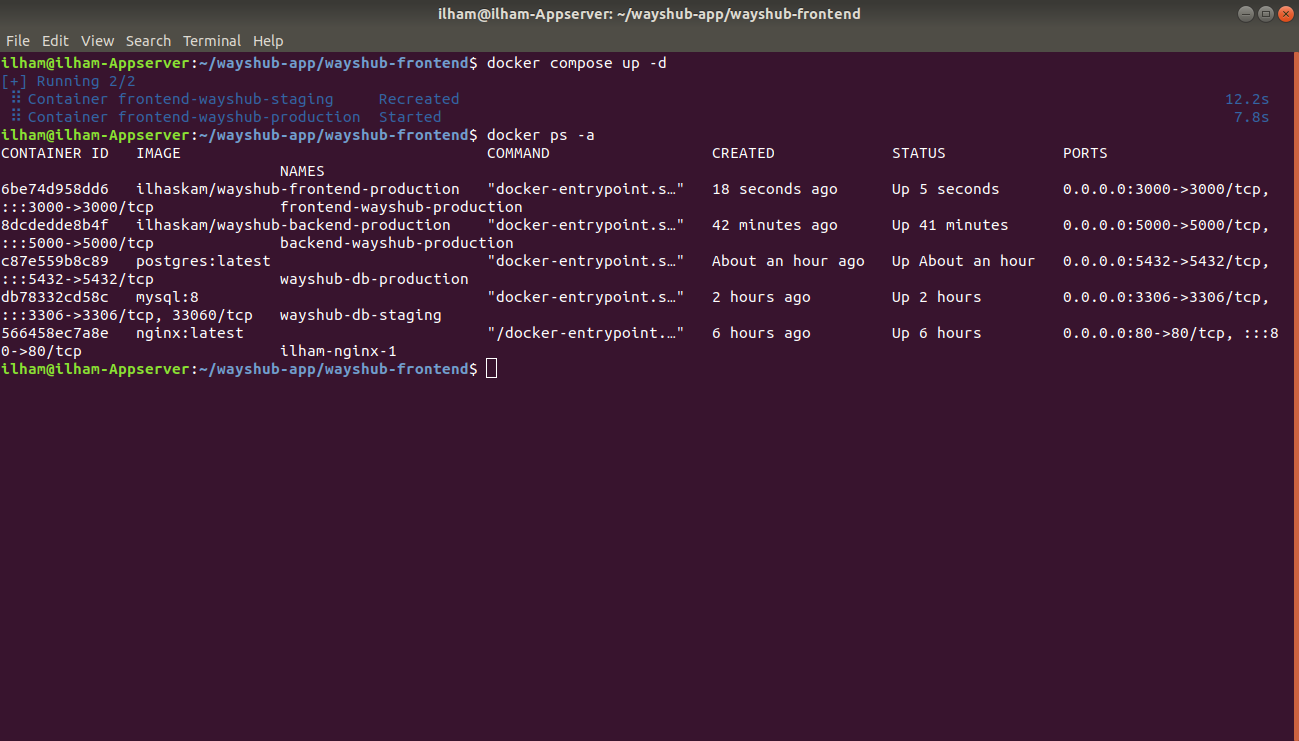 ilham@ilham-Appserver: ~/wayshub-app/wayshub-frontend
File Edit View Search Terminal Help
ilham@ilham-Appserver:~/wayshub-app/wayshub-frontend$ docker compose up -d
[+] Running 2/2
⠿ Container frontend-wayshub-staging     Recreated     12.2s
⠿ Container frontend-wayshub-production  Started     7.8s
ilham@ilham-Appserver:~/wayshub-app/wayshub-frontend$ docker ps -a
CONTAINER ID   IMAGE     COMMAND     CREATED     STATUS     PORTS
NAMES
6be74d958dd6   ilhaskam/wayshub-frontend-production   "docker-entrypoint.s…"   18 seconds ago   Up 5 seconds   0.0.0.0:3000->3000/tcp,
:::3000->3000/tcp   frontend-wayshub-production
8dcdedde8b4f   ilhaskam/wayshub-backend-production   "docker-entrypoint.s…"   42 minutes ago   Up 41 minutes   0.0.0.0:5000->5000/tcp,
:::5000->5000/tcp   backend-wayshub-production
c87e559b8c89   postgres:latest   "docker-entrypoint.s…"   About an hour ago   Up About an hour   0.0.0.0:5432->5432/tcp,
:::5432->5432/tcp   wayshub-db-production
db78332cd58c   mysql:8   "docker-entrypoint.s…"   2 hours ago   Up 2 hours   0.0.0.0:3306->3306/tcp,
:::3306->3306/tcp, 33060/tcp   wayshub-db-staging
566458ec7a8e   nginx:latest   "/docker-entrypoint.…"   6 hours ago   Up 6 hours   0.0.0.0:80->80/tcp, :::8
0->80/tcp   ilham-nginx-1
ilham@ilham-Appserver:~/wayshub-app/wayshub-frontend$